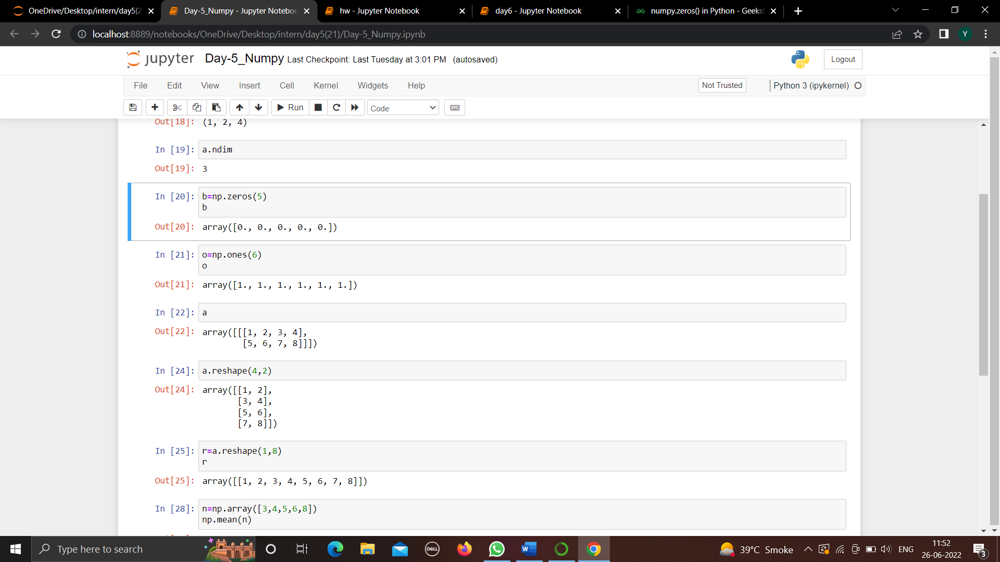 OneDrive/Desktop/intern/day5(2
Day-5_Numpy - Jupyter Noteboo
hw - Jupyter Notebook
day6 - Jupyter Notebook
numpy.zeros() in Python - Geeksf
localhost:8889/notebooks/OneDrive/Desktop/intern/day5(21)/Day-5_Numpy.ipynb
Y
jupyter Day-5_Numpy Last Checkpoint: Last Tuesday at 3:01 PM (autosaved)
Logout
File Edit View Insert Cell Kernel Widgets Help
Not Trusted
Python 3 (ipykernel)
Run
Code
Out[18]: (1, 2, 4)
In [19]: a.ndim
Out[19]: 3
In [20]: b=np.zeros(5)
b
Out[20]: array([0., 0., 0., 0., 0.])
In [21]: o=np.ones(6)
o
Out[21]: array([1., 1., 1., 1., 1., 1.])
In [22]: a
Out[22]: array([[[1, 2, 3, 4],
[5, 6, 7, 8]]])
In [24]: a.reshape(4,2)
Out[24]: array([[1, 2],
[3, 4],
[5, 6],
[7, 8]])
In [25]: r=a.reshape(1,8)
r
Out[25]: array([[1, 2, 3, 4, 5, 6, 7, 8]])
In [28]: n=np.array([3,4,5,6,8])
np.mean(n)
Type here to search
DELL
W
39°C Smoke
ENG
11:52
26-06-2022
3